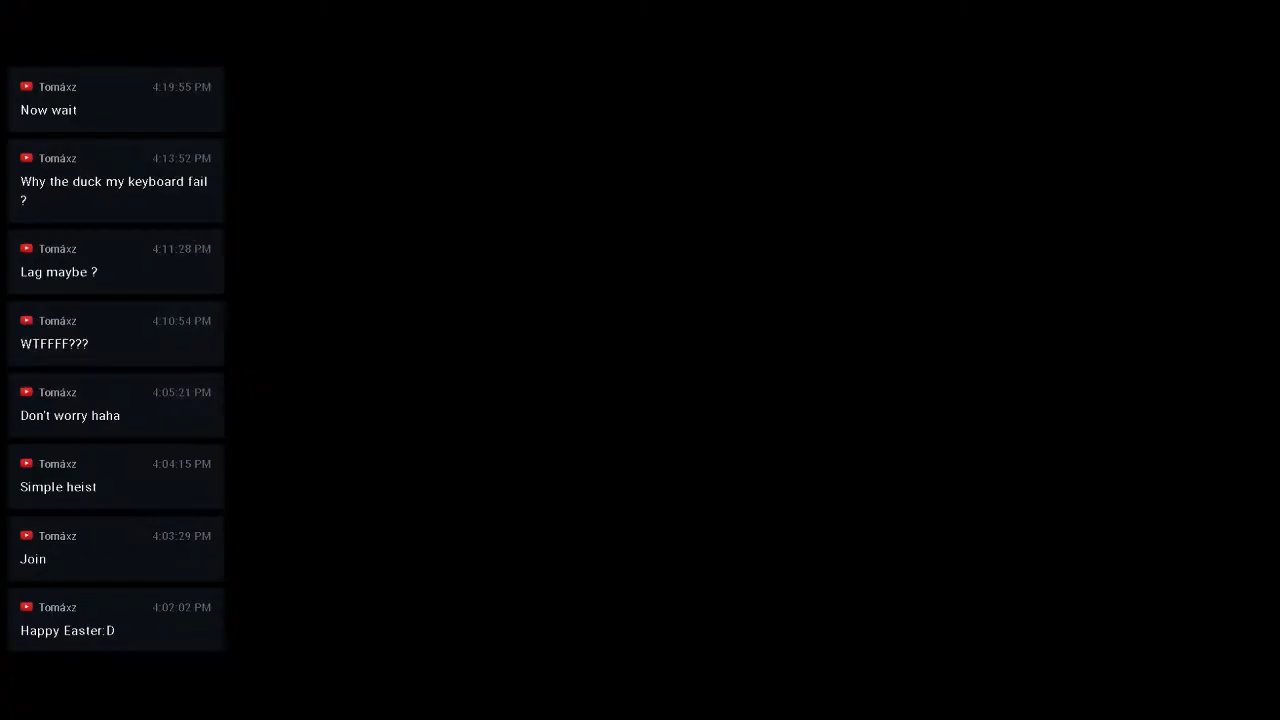 Tomáxz 4:19:55 PM
Now wait
Tomáxz 4:13:52 PM
Why the duck my keyboard fail
?
Tomáxz 4:11:28 PM
Lag maybe ?
Tomáxz 4:10:54 PM
WTFFFF???
Tomáxz 4:05:21 PM
Don't worry haha
Tomáxz 4:04:15 PM
Simple heist
Tomáxz 4:03:29 PM
Join
Tomáxz 4:02:02 PM
Happy Easter:D